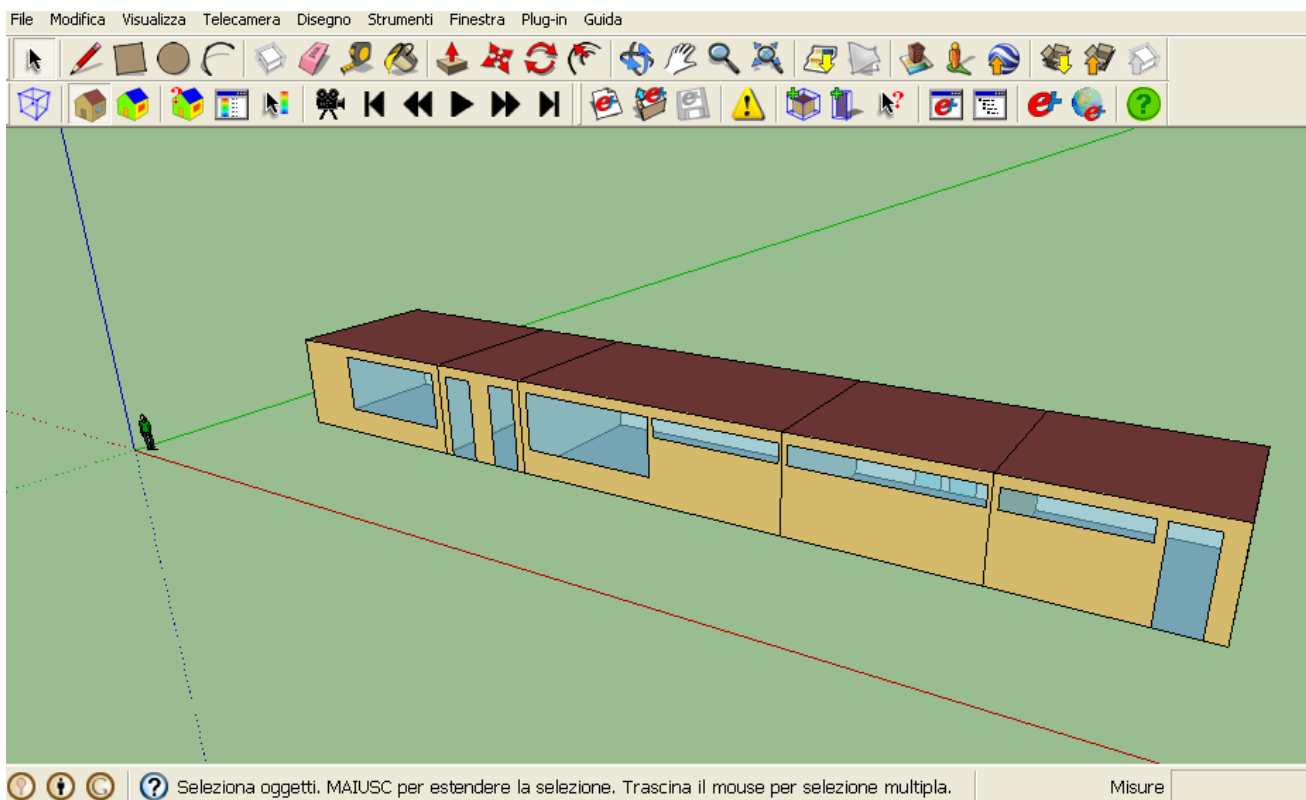 File Modifica Visualizza Telecamera Disegno Strumenti Finestra Plug-in Guida
Seleziona oggetti. MAIUSC per estendere la selezione. Trascina il mouse per selezione multipla. Misure